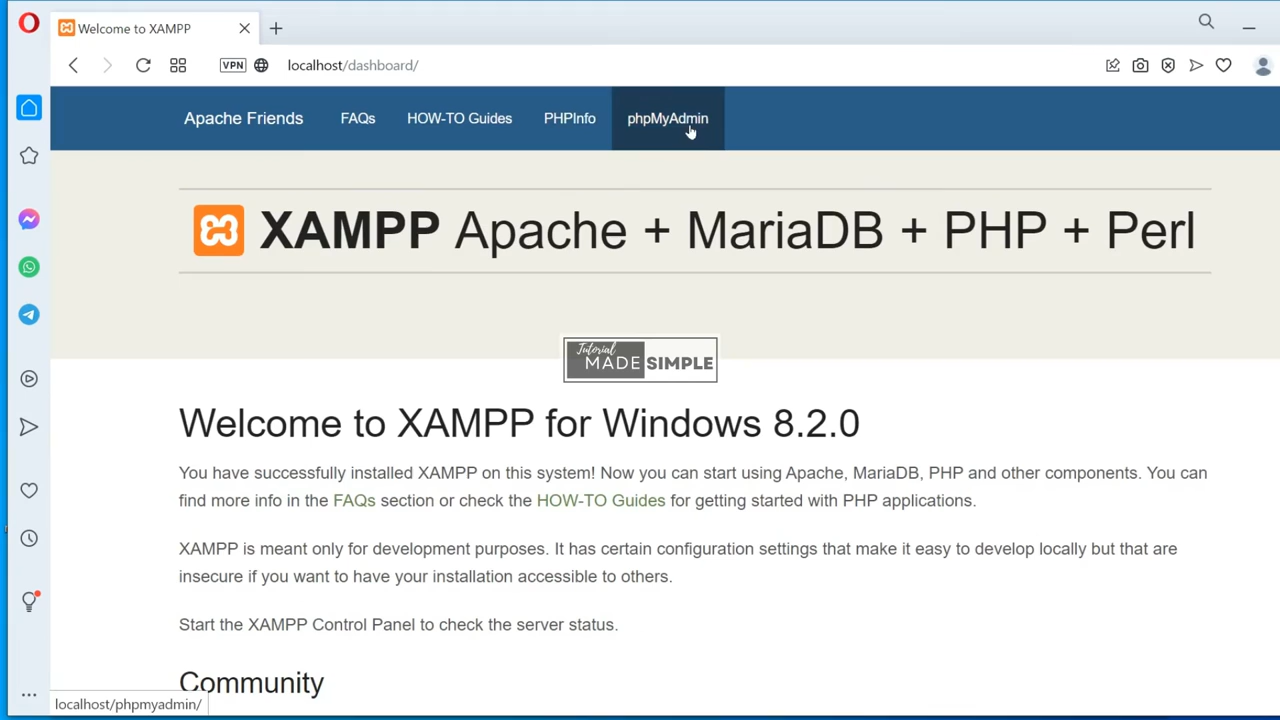 Welcome to XAMPP
VPN
localhost/dashboard/
Apache Friends
FAQs
HOW-TO Guides
PHPInfo
phpMyAdmin
XAMPP Apache + MariaDB + PHP + Perl
Tutorial
MADE SIMPLE
Welcome to XAMPP for Windows 8.2.0
You have successfully installed XAMPP on this system! Now you can start using Apache, MariaDB, PHP and other components. You can
find more info in the FAQs section or check the HOW-TO Guides for getting started with PHP applications.
XAMPP is meant only for development purposes. It has certain configuration settings that make it easy to develop locally but that are
insecure if you want to have your installation accessible to others.
Start the XAMPP Control Panel to check the server status.
Community
localhost/phpmyadmin/